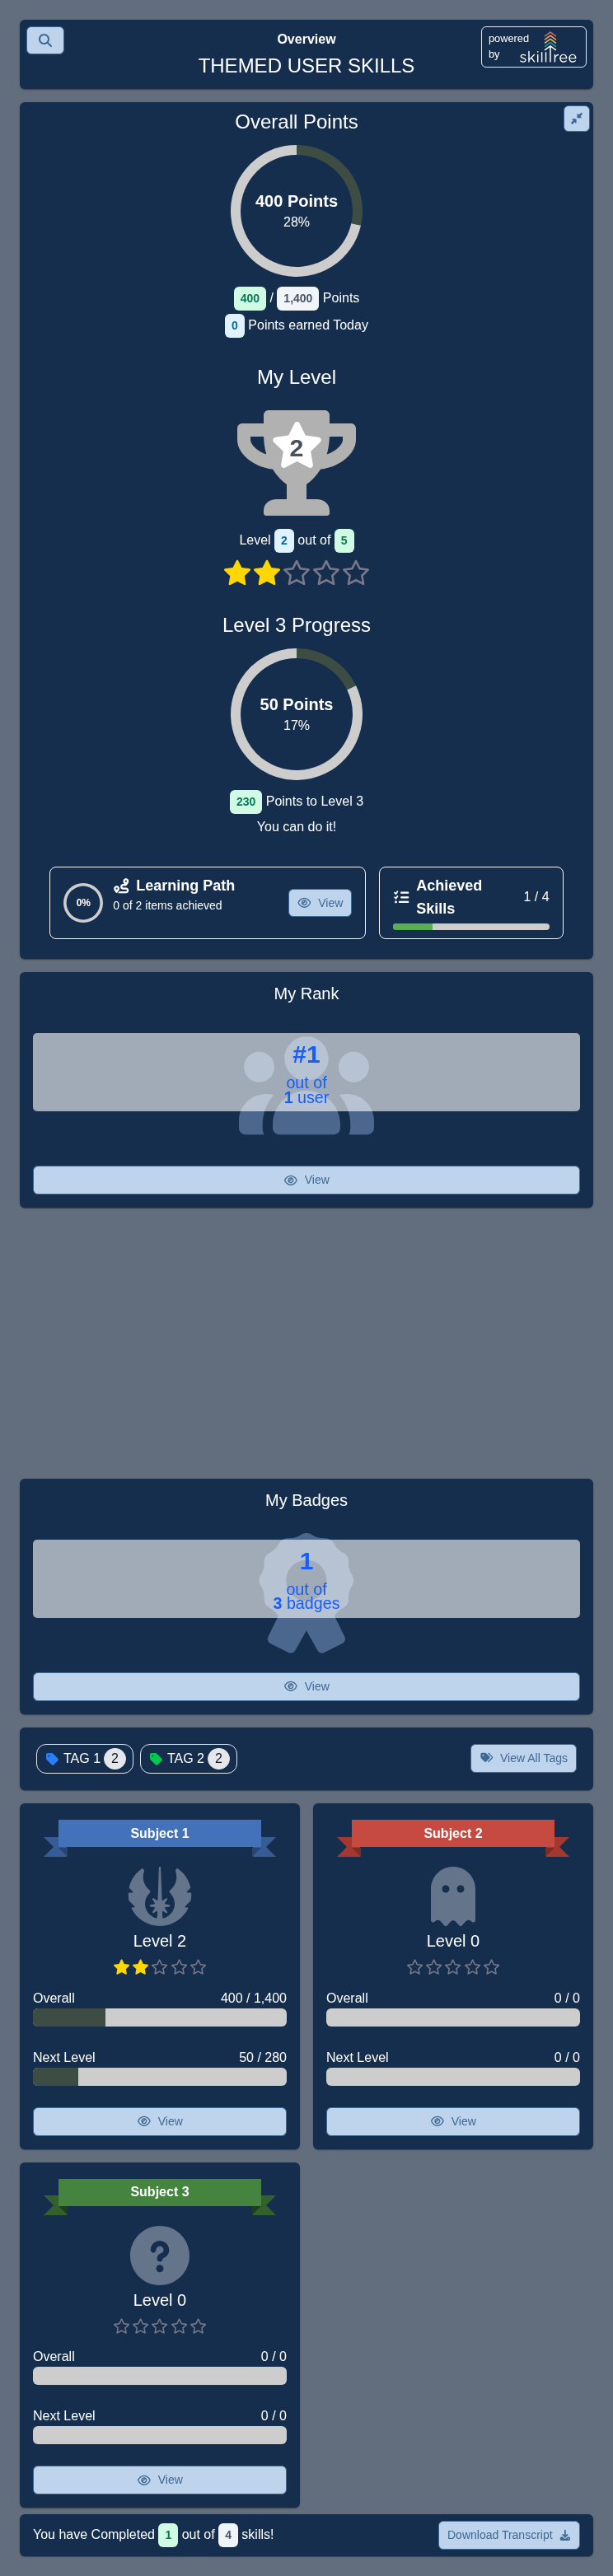 Overview
THEMED USER SKILLS
powered
by
skilltree
Overall Points
400 Points
28%
400 / 1,400 Points
0 Points earned Today
My Level
2
Level 2 out of 5
Level 3 Progress
50 Points
17%
230 Points to Level 3
You can do it!
0%
Learning Path
0 of 2 items achieved
View
Achieved
Skills
1 / 4
My Rank
#1
out of
1 user
View
My Badges
1
out of
3 badges
View
TAG 1 2
TAG 2 2
View All Tags
Subject 1
Level 2
Overall 400 / 1,400
Next Level 50 / 280
View
Subject 2
Level 0
Overall 0 / 0
Next Level 0 / 0
View
Subject 3
Level 0
Overall 0 / 0
Next Level 0 / 0
View
You have Completed 1 out of 4 skills!
Download Transcript